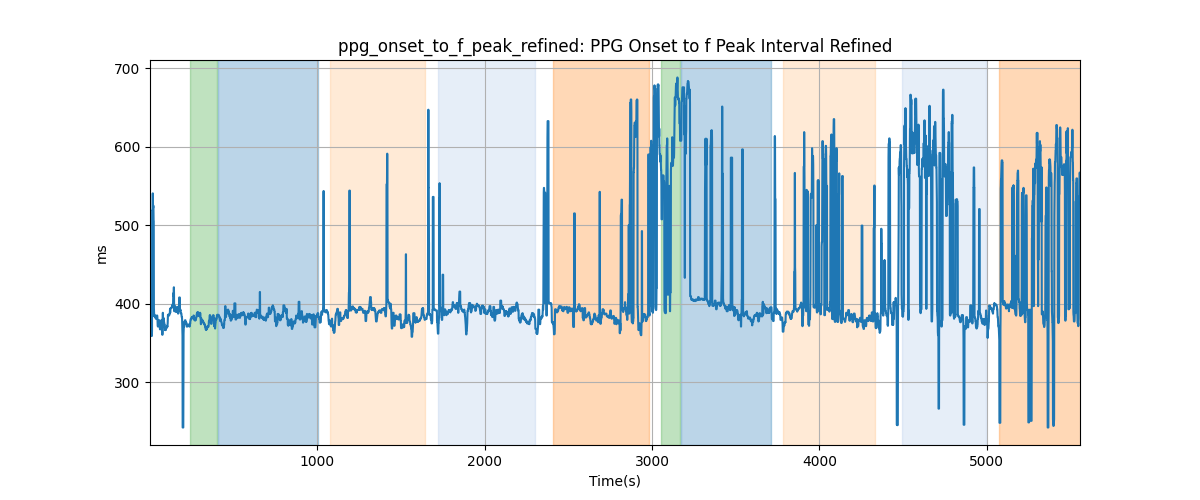 ppg_onset_to_f_peak_refined: PPG Onset to f Peak Interval Refined
700
600
500
400
300
ms
1000 2000 3000 4000 5000
Time(s)